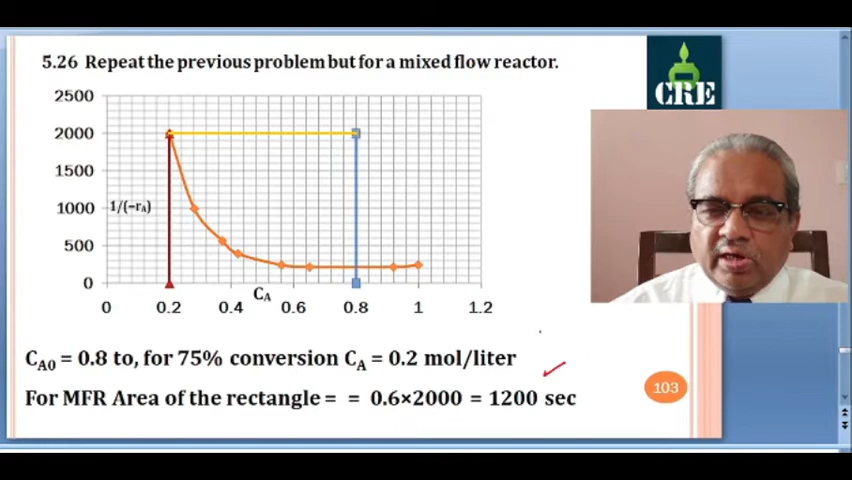 5.26 Repeat the previous problem but for a mixed flow reactor.
CRE
2500
2000
1500
1000
500
0
1/(−rA)
0
0.2
0.4
0.6
0.8
1
1.2
CA
CA0 = 0.8 to, for 75% conversion CA = 0.2 mol/liter
For MFR Area of the rectangle = = 0.6×2000 = 1200 sec
103